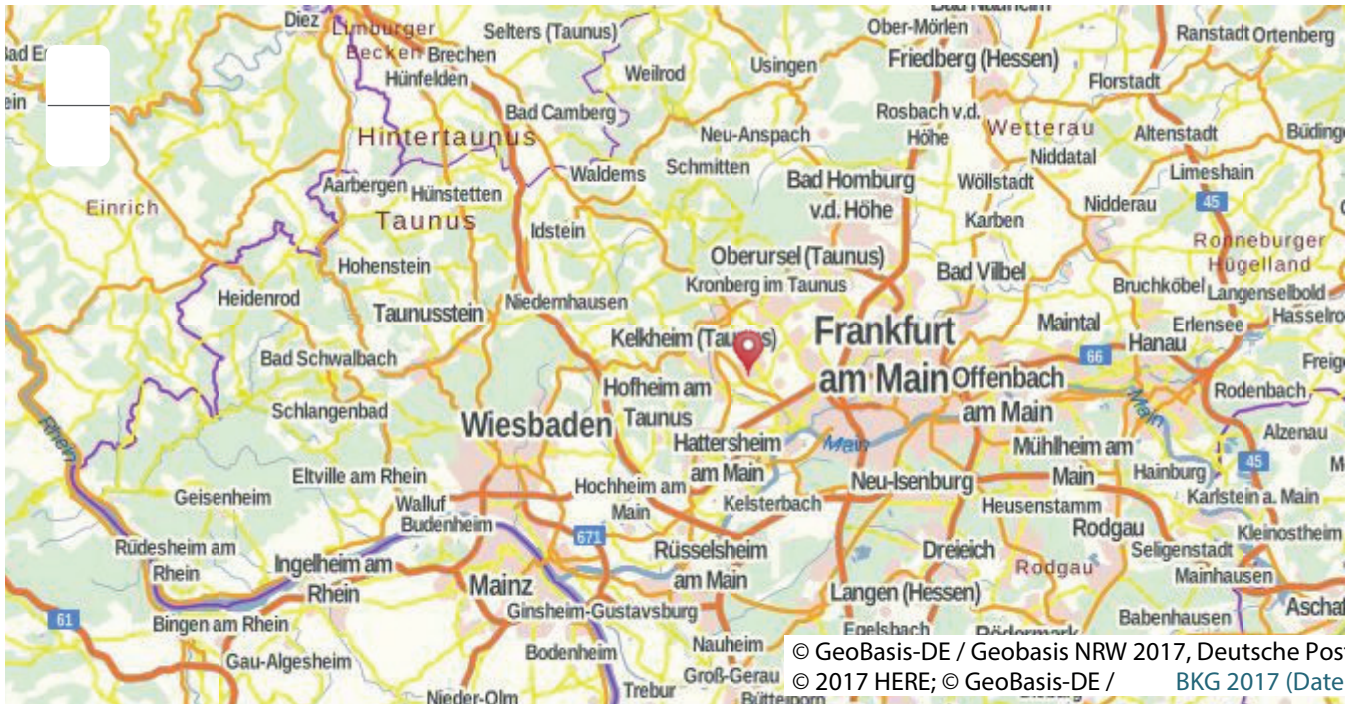 Diez
Limburger
Becken
Selters (Taunus)
Ober-Mörlen
Bad Nauheim
Ranstadt
Ortenberg
Brechen
Hünfelden
Weilrod
Usingen
Friedberg (Hessen)
Florstadt
Bad Camberg
Rosbach v.d.
Höhe
Hintertaunus
Neu-Anspach
Wetterau
Altenstadt
Schmitten
Niddatal
Waldems
Limeshain
Aarbergen
Hünstetten
Bad Homburg
v.d. Höhe
Wöllstadt
Einrich
Taunus
Nidderau
45
Karben
Idstein
Ronneburger
Hügelland
Hohenstein
Oberursel (Taunus)
Bad Vilbel
Kronberg im Taunus
Bruchköbel
Langenselbold
Heidenrod
Taunusstein
Niedernhausen
Maintal
Erlensee
Kelkheim
Frankfurt
am Main
Hanau
66
Bad Schwalbach
Hofheim am
Taunus
Offenbach
am Main
Rodenbach
Schlangenbad
Wiesbaden
Rhein
Main
Hattersheim
am Main
Main
Mühlheim am
Main
Alzenau
Hainburg
45
Eltville am Rhein
Geisenheim
Walluf
Hochheim am
Main
Kelsterbach
Neu-Isenburg
Heusenstamm
Karlstein a. Main
Budenheim
Rodgau
Kleinostheim
671
Rüdesheim am
Rhein
Ingelheim am
Rhein
Rüsselsheim
am Main
Dreieich
Seligenstadt
Rodgau
Mainhausen
Mainz
Langen (Hessen)
61
Bingen am Rhein
Ginsheim-Gustavsburg
Babenhausen
Egelsbach
Rödermark
Gau-Algesheim
Bodenheim
Nauheim
Groß-Gerau
Nieder-Olm
Trebur
Büttelborn
© GeoBasis-DE / Geobasis NRW 2017, Deutsche Post
© 2017 HERE; © GeoBasis-DE / BKG 2017 (Date